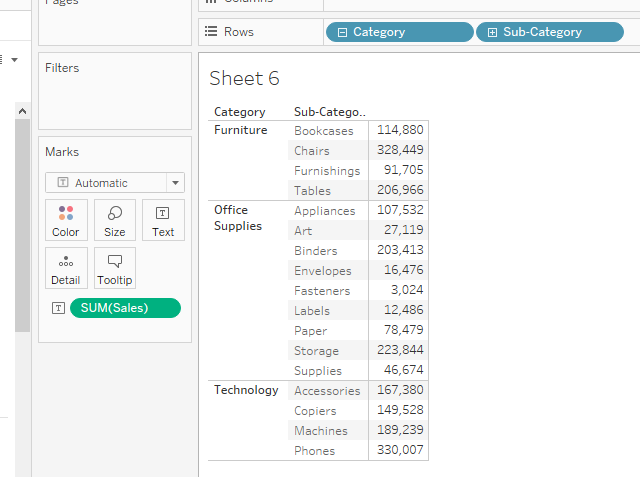 Pages
Columns
Rows
Category
Sub-Category
Filters
Sheet 6
Category Sub-Catego..
Furniture Bookcases 114,880
Chairs 328,449
Furnishings 91,705
Tables 206,966
Office Supplies Appliances 107,532
Art 27,119
Binders 203,413
Envelopes 16,476
Fasteners 3,024
Labels 12,486
Paper 78,479
Storage 223,844
Supplies 46,674
Technology Accessories 167,380
Copiers 149,528
Machines 189,239
Phones 330,007
Marks
T Automatic
Color Size T Text
Detail Tooltip
T SUM(Sales)